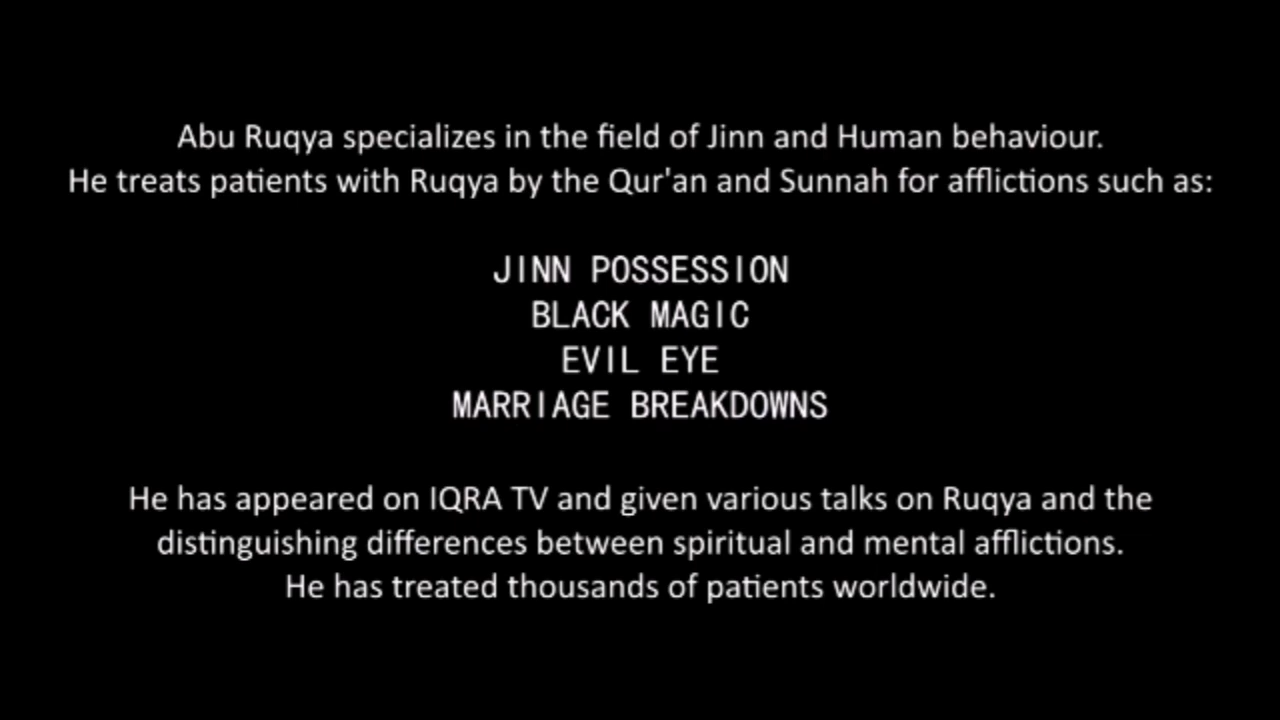 Abu Ruqya specializes in the field of Jinn and Human behaviour.
He treats patients with Ruqya by the Qur'an and Sunnah for afflictions such as:
JINN POSSESSION
BLACK MAGIC
EVIL EYE
MARRIAGE BREAKDOWNS
He has appeared on IQRA TV and given various talks on Ruqya and the
distinguishing differences between spiritual and mental afflictions.
He has treated thousands of patients worldwide.